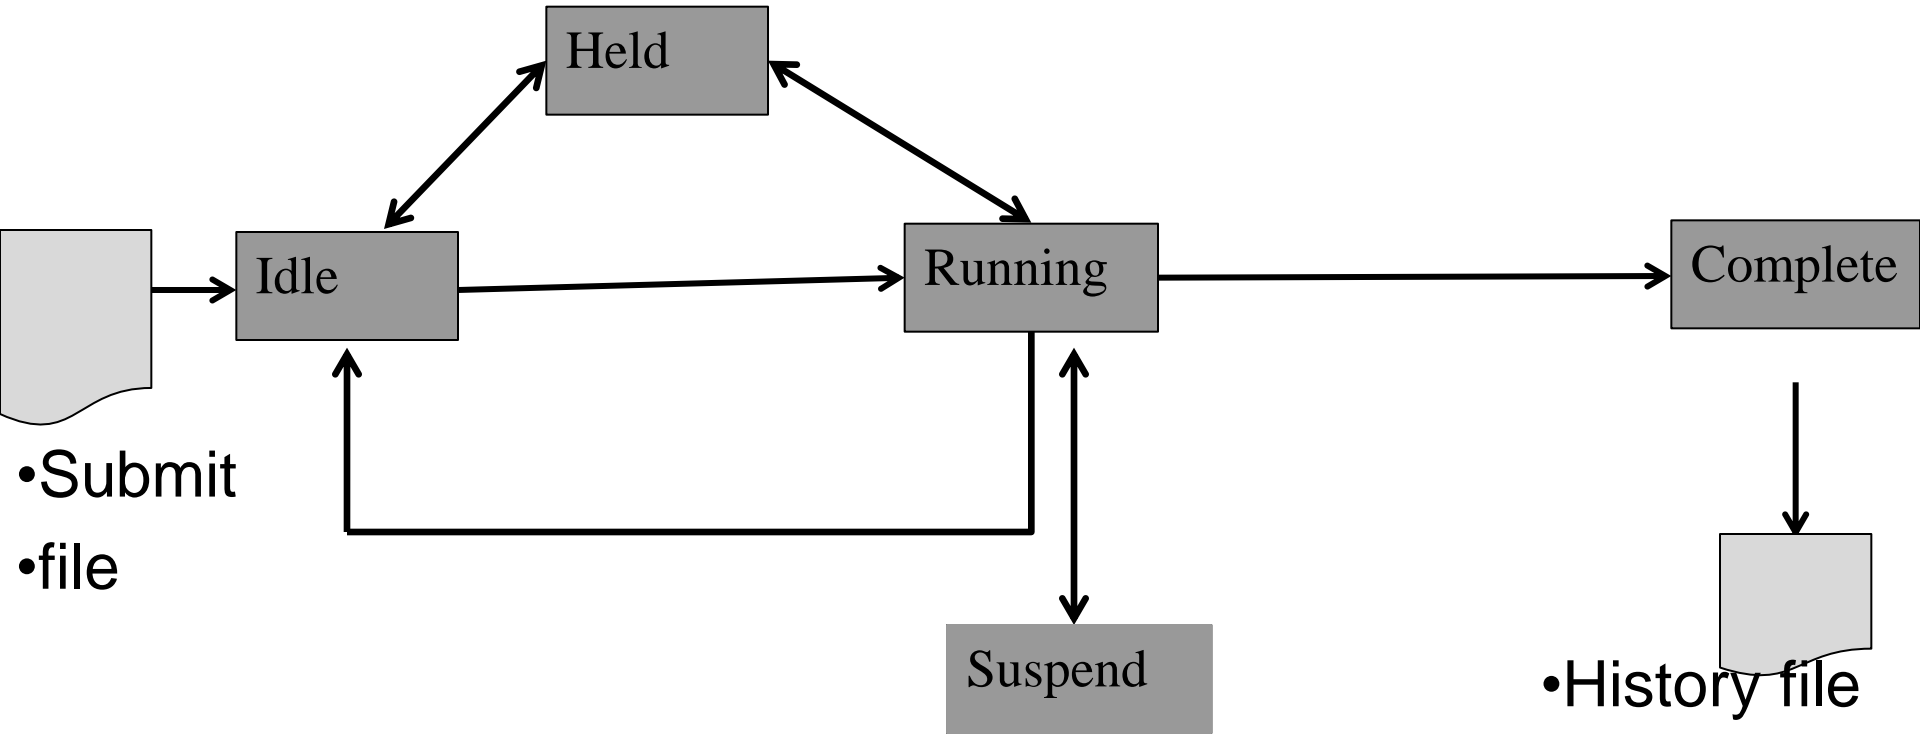 Held
Idle
Running
Complete
•Submit
•file
Suspend
•History file